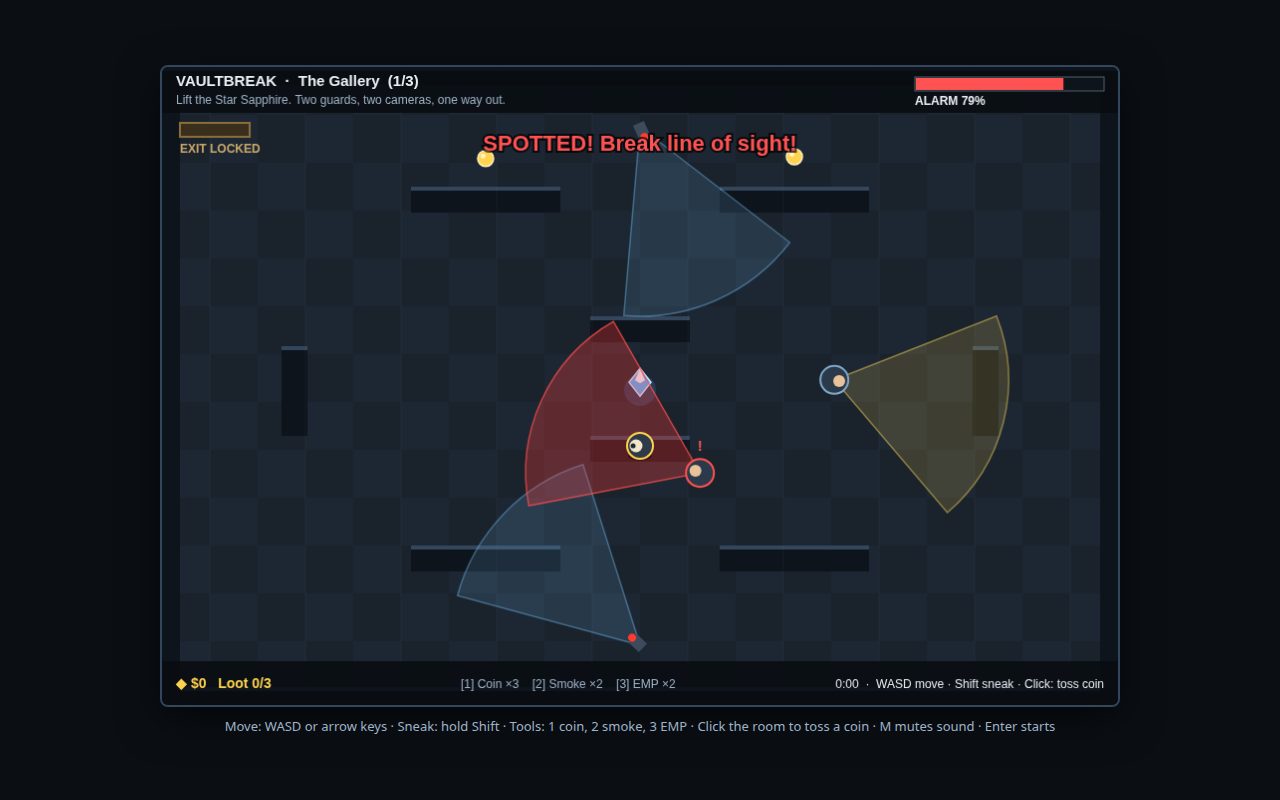 VAULTBREAK · The Gallery (1/3)
Lift the Star Sapphire. Two guards, two cameras, one way out.
ALARM 79%
EXIT LOCKED
SPOTTED! Break line of sight!
!
◆ $0 Loot 0/3
[1] Coin ×3 [2] Smoke ×2 [3] EMP ×2
0:00 · WASD move · Shift sneak · Click: toss coin
Move: WASD or arrow keys · Sneak: hold Shift · Tools: 1 coin, 2 smoke, 3 EMP · Click the room to toss a coin · M mutes sound · Enter starts